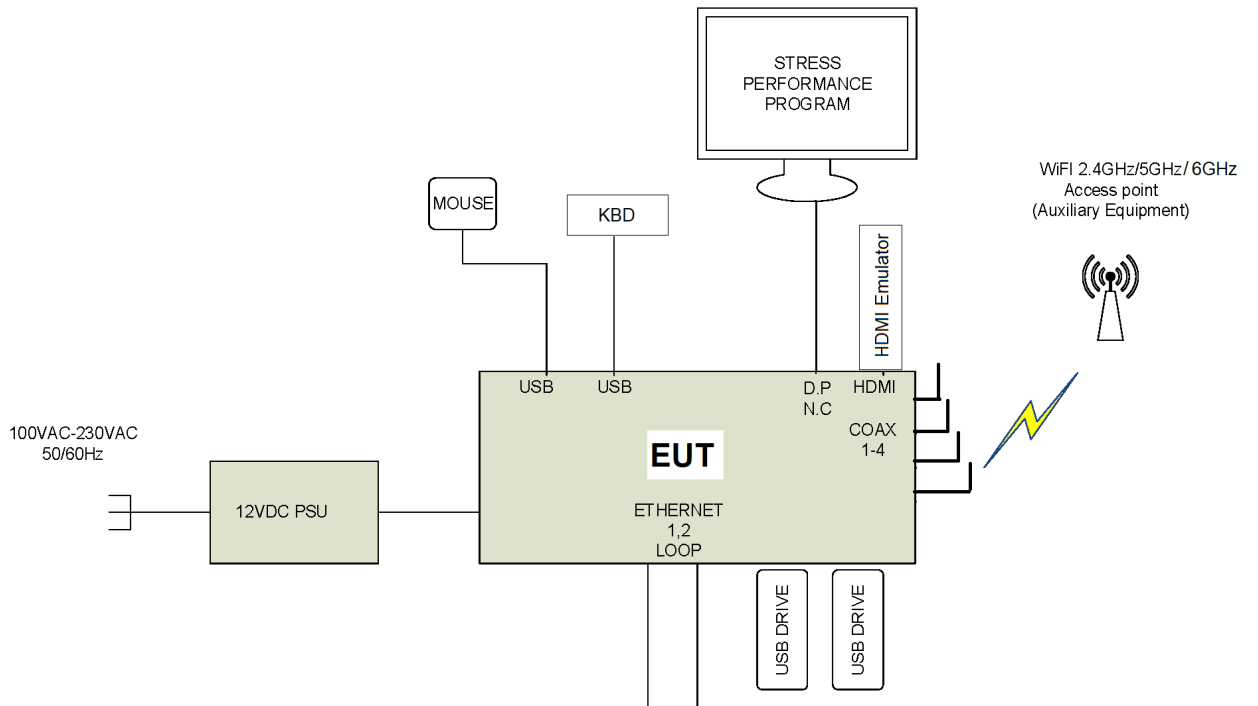 STRESS
PERFORMANCE
PROGRAM
WiFI 2.4GHz/5GHz/6GHz
Access point
(Auxiliary Equipment)
MOUSE
KBD
HDMI Emulator
USB
USB
D.P
N.C
HDMI
COAX
1-4
100VAC-230VAC
50/60Hz
EUT
12VDC PSU
ETHERNET
1,2
LOOP
USB DRIVE
USB DRIVE